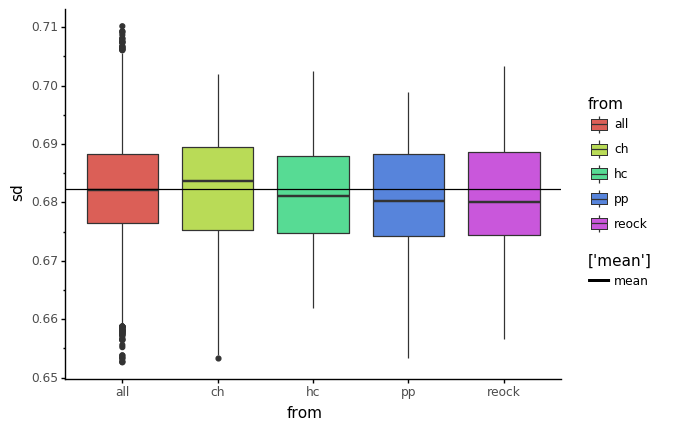 0.71
0.70
0.69
0.68
0.67
0.66
0.65
sd
all ch hc pp reock
from
from
all
ch
hc
pp
reock
['mean']
mean